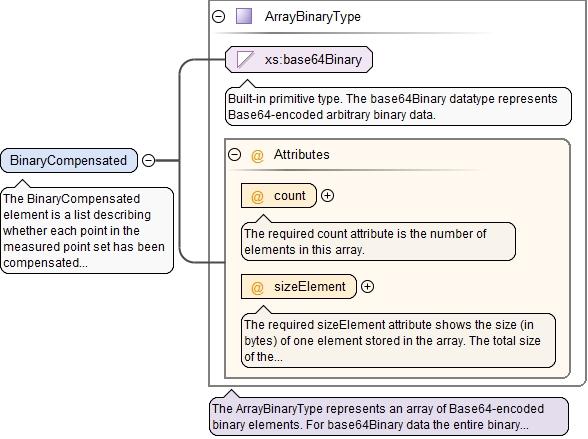 ArrayBinaryType
xs:base64Binary
Built-in primitive type. The base64Binary datatype represents
Base64-encoded arbitrary binary data.
BinaryCompensated
The BinaryCompensated
element is a list describing
whether each point in the
measured point set has been
compensated...
@ Attributes
@ count
The required count attribute is the number of
elements in this array.
@ sizeElement
The required sizeElement attribute shows the size (in
bytes) of one element stored in the array. The total size
of the...
The ArrayBinaryType represents an array of Base64-encoded
binary elements. For base64Binary data the entire binary...